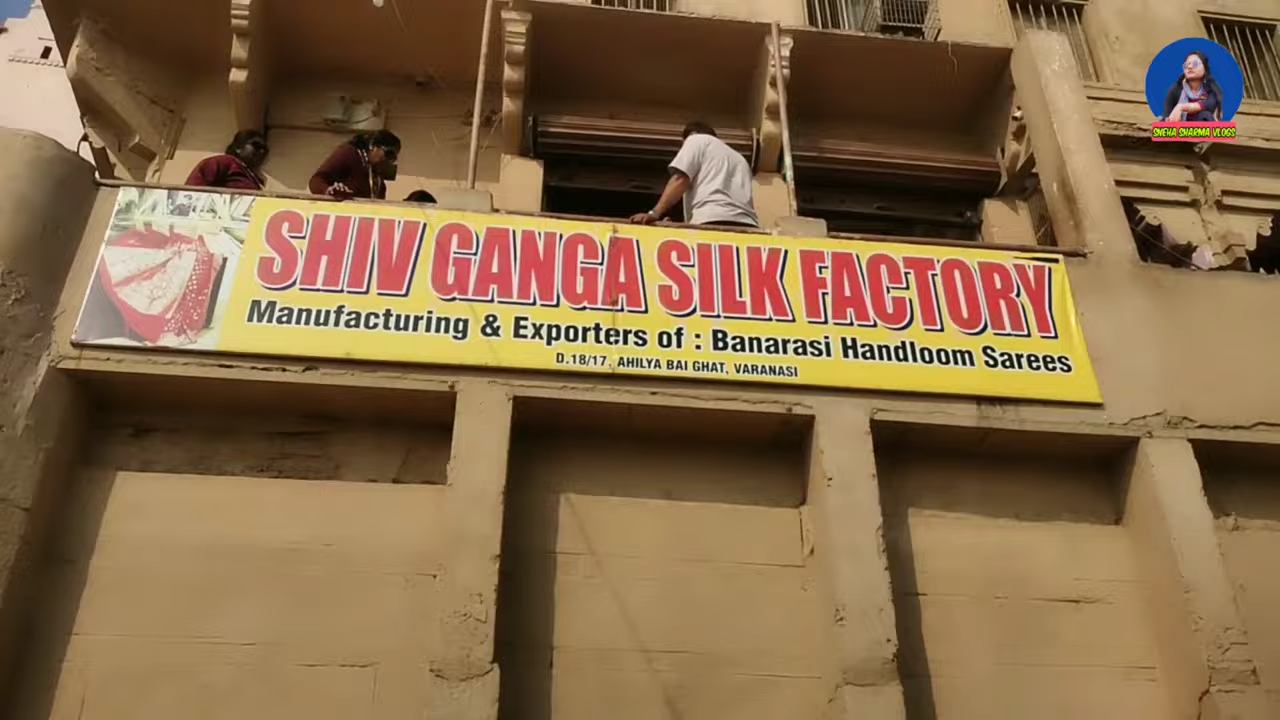 SNEHA SHARMA VLOGS
SHIV GANGA SILK FACTORY
Manufacturing & Exporters of : Banarasi Handloom Sarees
D.18/17, AHILYA BAI GHAT, VARANASI